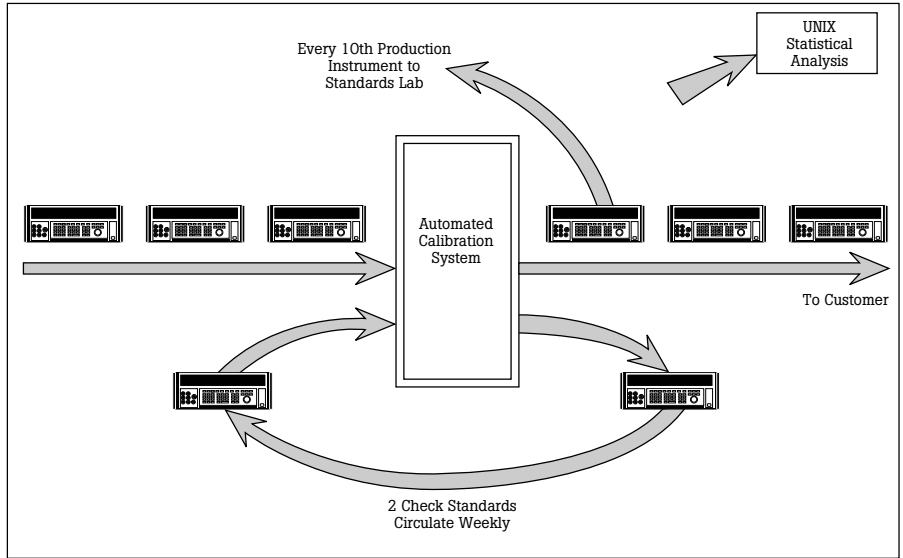 UNIX
Statistical
Analysis
Every 10th Production
Instrument to
Standards Lab
Automated
Calibration
System
To Customer
2 Check Standards
Circulate Weekly